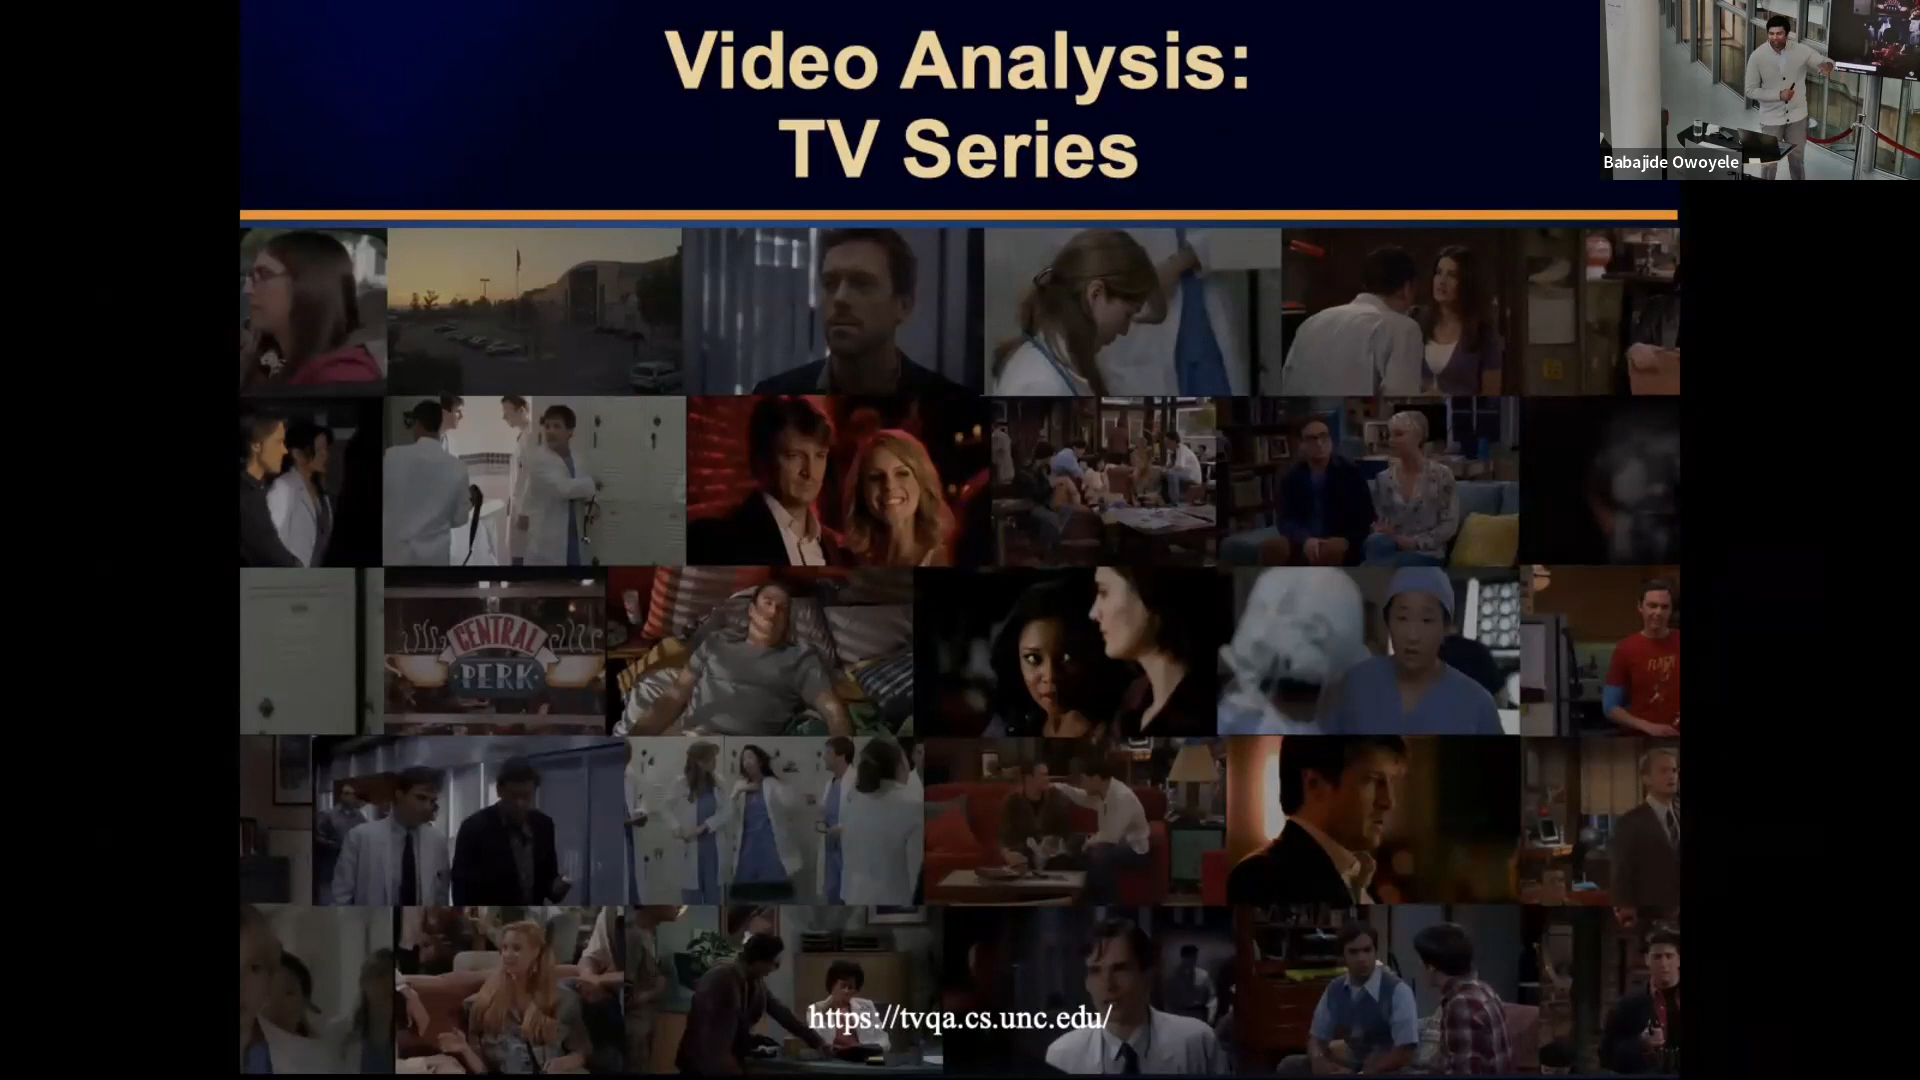 Video Analysis:
TV Series
Babajide Owoyele
CENTRAL
PERK
https://tvqa.cs.unc.edu/